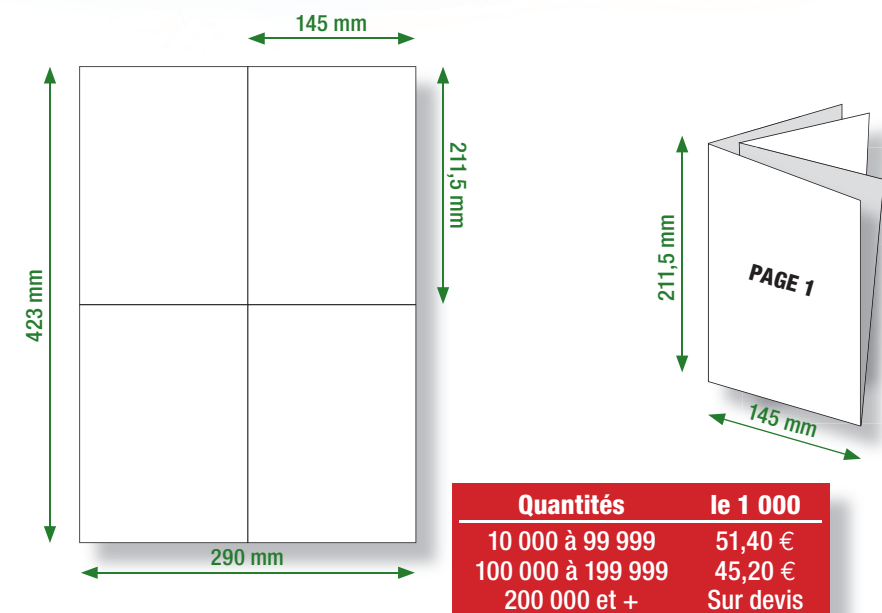 145 mm
211,5 mm
423 mm
290 mm
211,5 mm
PAGE 1
145 mm
Quantités le 1 000
10 000 à 99 999 51,40 €
100 000 à 199 999 45,20 €
200 000 et + Sur devis